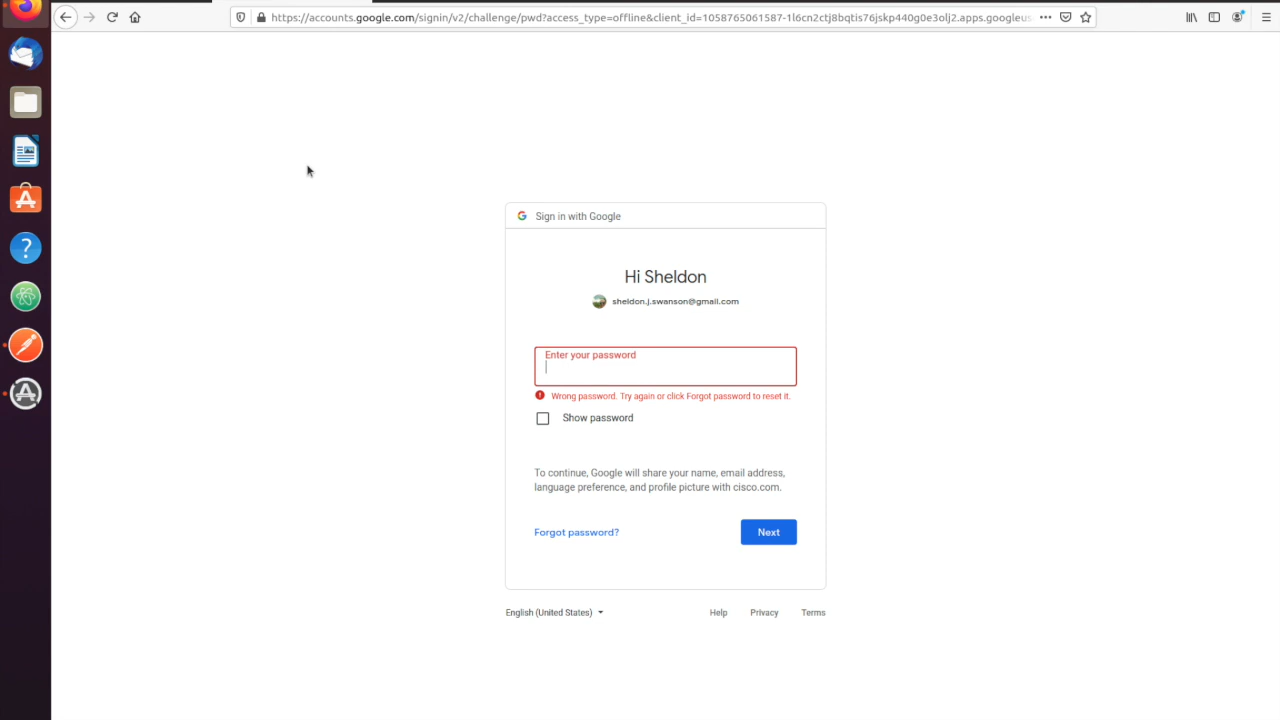 https://accounts.google.com/signin/v2/challenge/pwd?access_type=offline&client_id=1058765061587-1l6cn2ctj8bqtis76jskp440g0e3olj2.apps.googleus
Sign in with Google
Hi Sheldon
sheldon.j.swanson@gmail.com
Enter your password
Wrong password. Try again or click Forgot password to reset it.
Show password
To continue, Google will share your name, email address,
language preference, and profile picture with cisco.com.
Forgot password?
Next
English (United States)
Help Privacy Terms